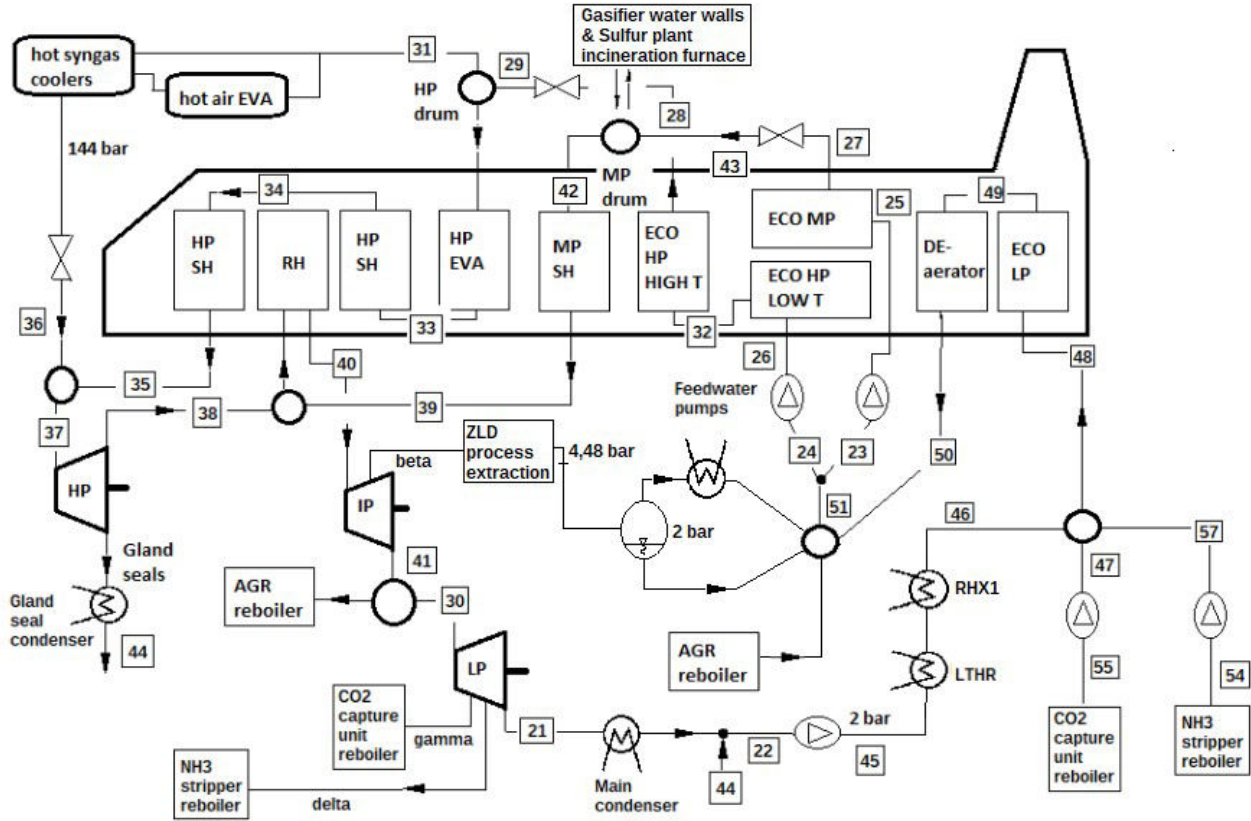 Gasifier water walls
& Sulfur plant
incineration furnace
hot syngas
coolers
31
29
hot air EVA
HP
drum
28
144 bar
27
43
34
42
MP
drum
25
49
HP
SH
RH
HP
SH
HP
EVA
MP
SH
ECO
HP
HIGH T
ECO MP
ECO HP
LOW T
DE-
aerator
ECO
LP
36
33
32
40
26
48
35
Feedwater
pumps
38
39
37
24
23
50
ZLD
process
extraction
4,48 bar
beta
HP
IP
51
46
57
2 bar
47
Gland
seals
41
RHX1
Gland
seal
condenser
AGR
reboiler
30
44
LP
AGR
reboiler
LTHR
55
54
CO2
capture
unit
reboiler
gamma
21
2 bar
22
45
CO2
capture
unit
reboiler
NH3
stripper
reboiler
NH3
stripper
reboiler
delta
Main
condenser
44